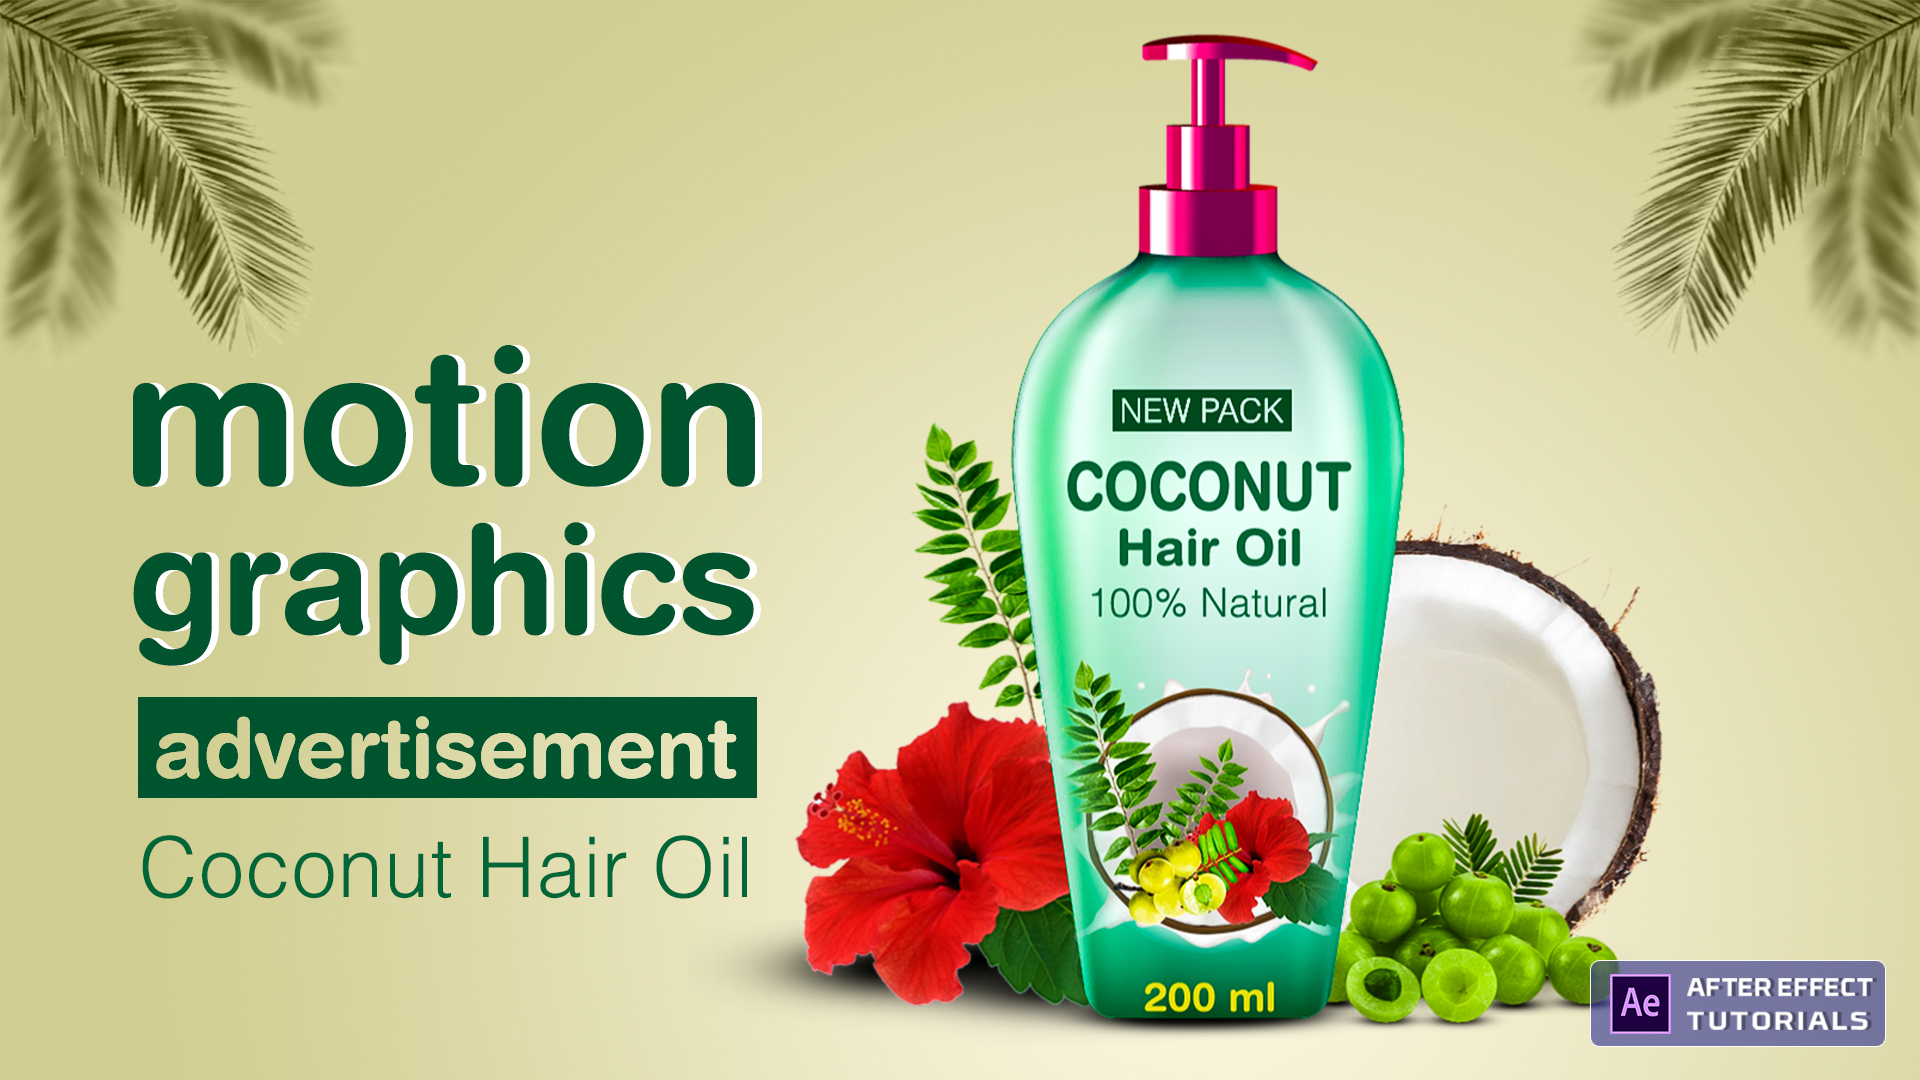 motion
graphics
advertisement
Coconut Hair Oil
NEW PACK
COCONUT
Hair Oil
100% Natural
200 ml
Ae
AFTER EFFECT
TUTORIALS